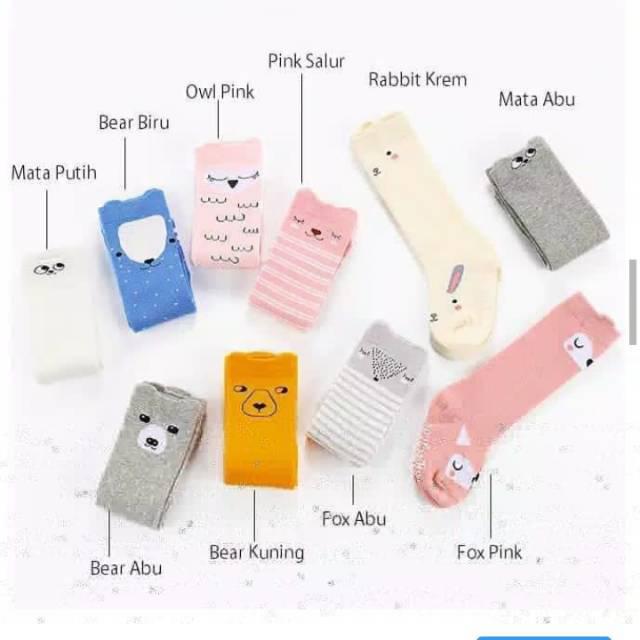 Pink Salur
Rabbit Krem
Owl Pink
Mata Abu
Bear Biru
Mata Putih
Fox Abu
Bear Kuning
Fox Pink
Bear Abu